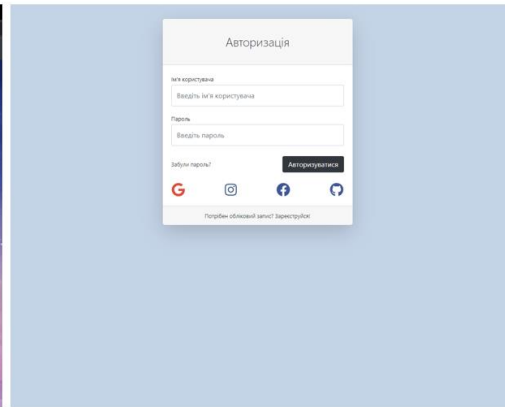 Авторизація
Ім'я користувача
Введіть ім'я користувача
Пароль
Введіть пароль
Забули пароль?
Авторизуватися
Потрібен обліковий запис? Зареєструйся!